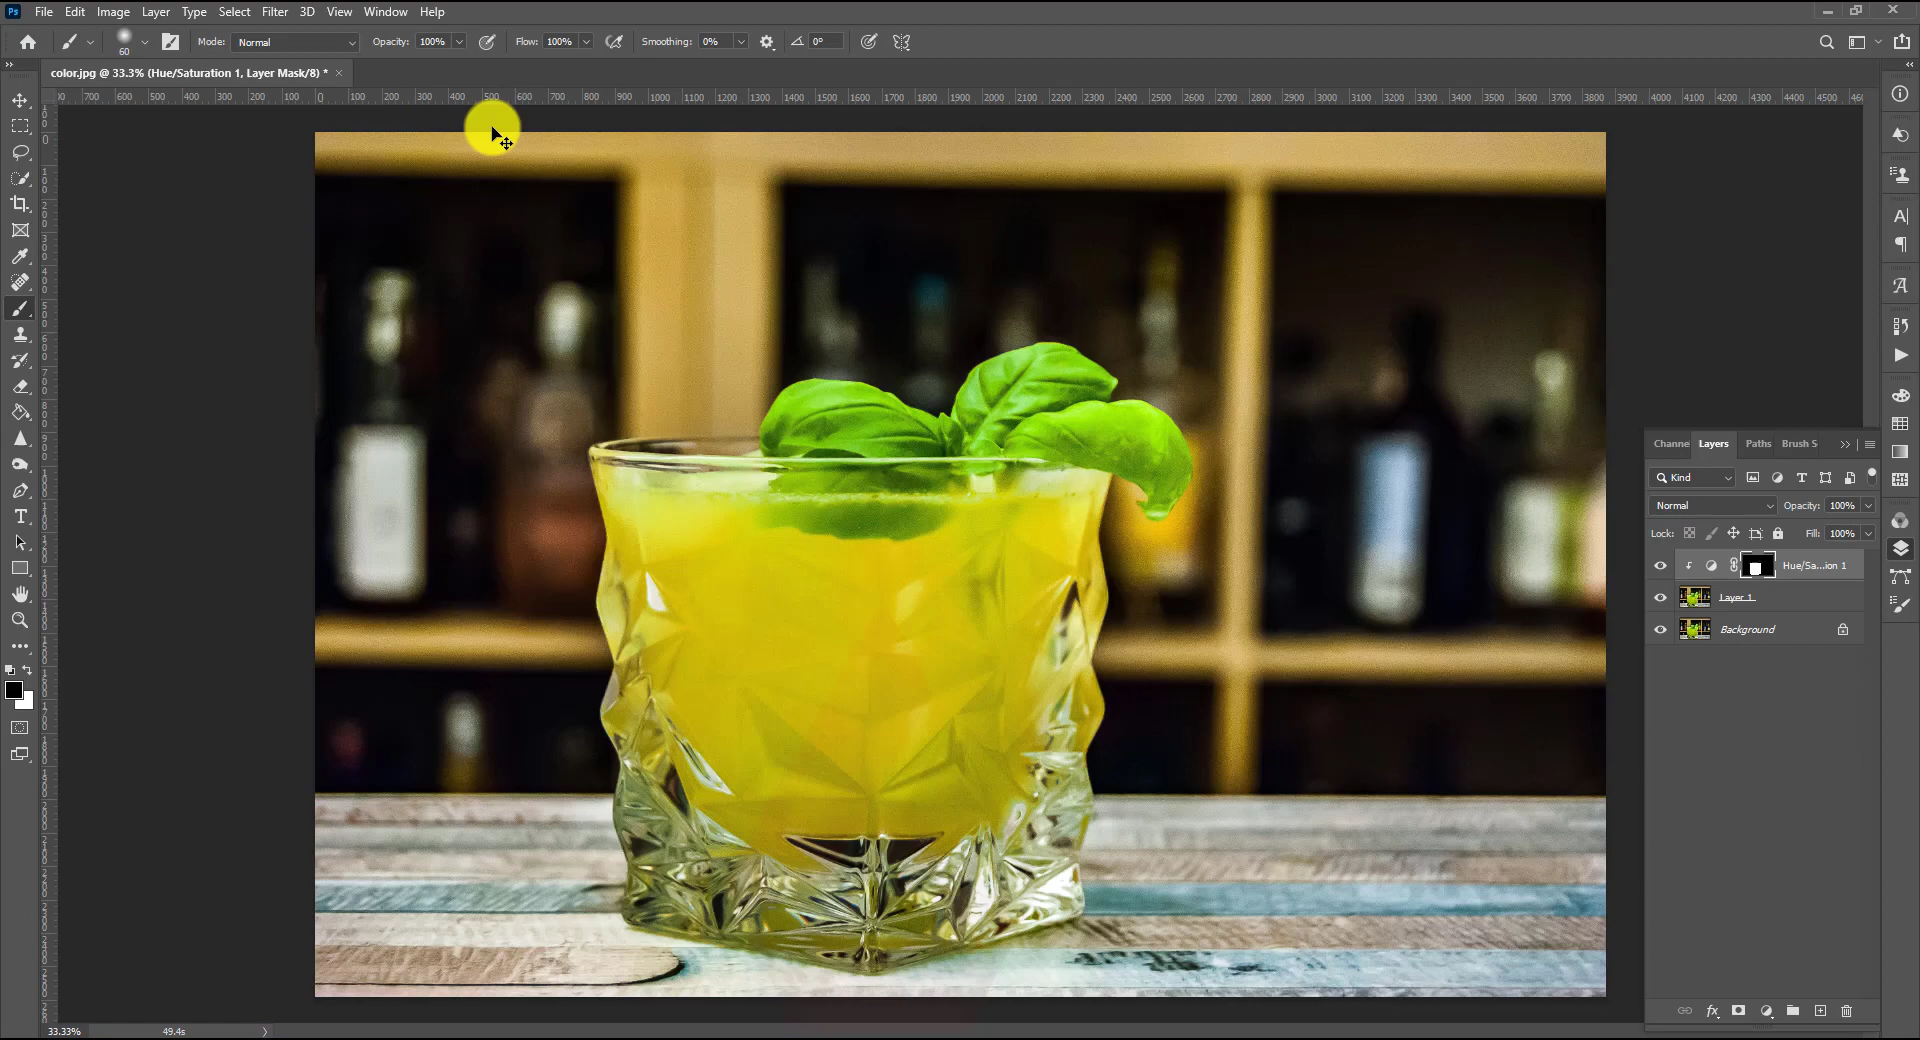 Ps File Edit Image Layer Type Select Filter 3D View Window Help
60 Mode: Normal Opacity: 100% Flow: 100% Smoothing: 0% 0°
color.jpg @ 33.3% (Hue/Saturation 1, Layer Mask/8) *
700 600 500 400 300 200 100 0 100 200 300 400 500 600 700 800 900 1000 1100 1200 1300 1400 1500 1600 1700 1800 1900 2000 2100 2200 2300 2400 2500 2600 2700 2800 2900 3000 3100 3200 3300 3400 3500 3600 3700 3800 3900 4000 4100 4200 4300 4400 4500
Channe Layers Paths Brush S
Kind
Normal Opacity: 100%
Lock: Fill: 100%
Hue/Sa...ion 1
Layer 1
Background
33.33% 49.4s